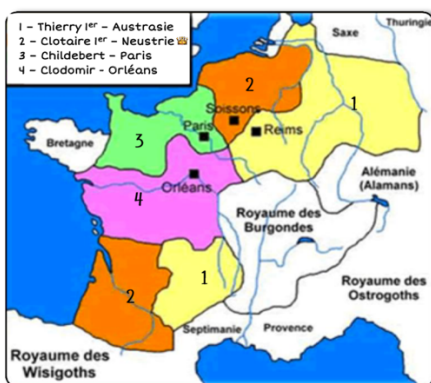 1 – Thierry 1er – Austrasie
2 – Clotaire 1er – Neustrie
3 – Childebert – Paris
4 – Clodomir – Orléans
Saxe
Thuringie
2
Soissons
1
Paris
Reims
3
Bretagne
Alémanie
(Alamans)
Orléans
4
Royaume des
Burgondes
1
Royaume des
Ostrogoths
2
Septimanie
Provence
Royaume des
Wisigoths